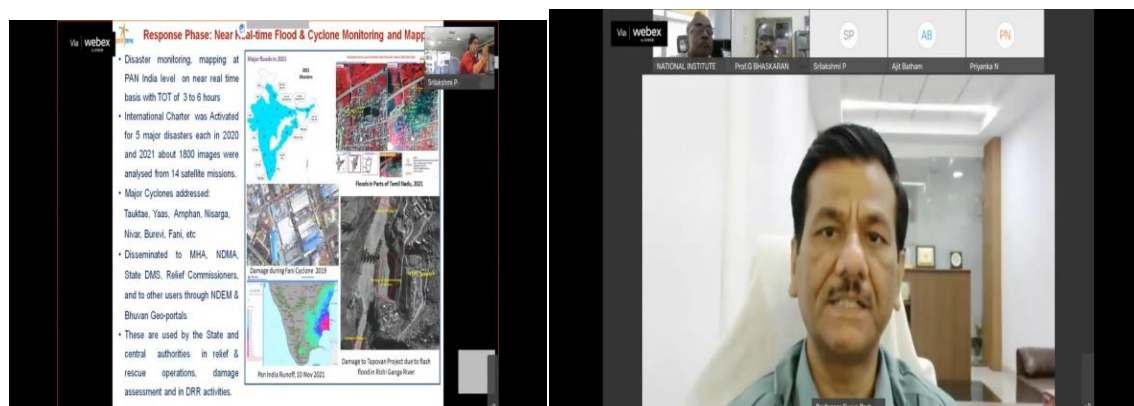 Via webex
Response Phase: Near Real-time Flood & Cyclone Monitoring and Mapp
Srilakshmi P
• Disaster monitoring, mapping at
PAN India level on near real time
basis with TOT of 3 to 6 hours
• International Charter was Activated
for 5 major disasters each in 2020
and 2021 about 1800 images were
analysed from 14 satellite missions.
• Major Cyclones addressed:
Tauktae, Yaas, Amphan, Nisarga,
Nivar, Burevi, Fani, etc
• Disseminated to MHA, NDMA,
State DMS, Relief Commissioners,
and to other users through NDEM &
Bhuvan Geo-portals
• These are used by the State and
central authorities in relief &
rescue operations, damage
assessment and in DRR activities.
Major floods in 2021
Floods in Parts of Tamil Nadu, 2021
Damage during Fani Cyclone 2019
Pan India Runoff, 10 Nov 2021
Damage to Tapovan Project due to flash
flood in Rishi Ganga River
Via webex
SP
AB
PN
NATIONAL INSTITUTE
Prof.G BHASKARAN
Srilakshmi P
Ajit Batham
Priyanka N